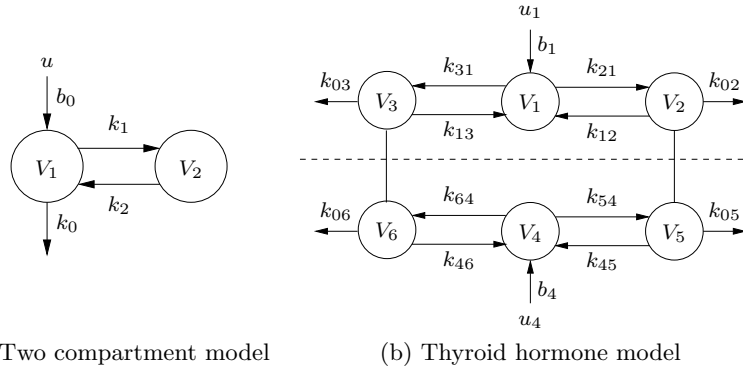 u
b₀
k₁
V₁
V₂
k₂
k₀
u₁
b₁
k₀₃
k₃₁
k₂₁
k₀₂
V₃
V₁
V₂
k₁₃
k₁₂
k₀₆
k₆₄
k₅₄
k₀₅
V₆
V₄
V₅
k₄₆
k₄₅
b₄
u₄
Two compartment model
(b) Thyroid hormone model